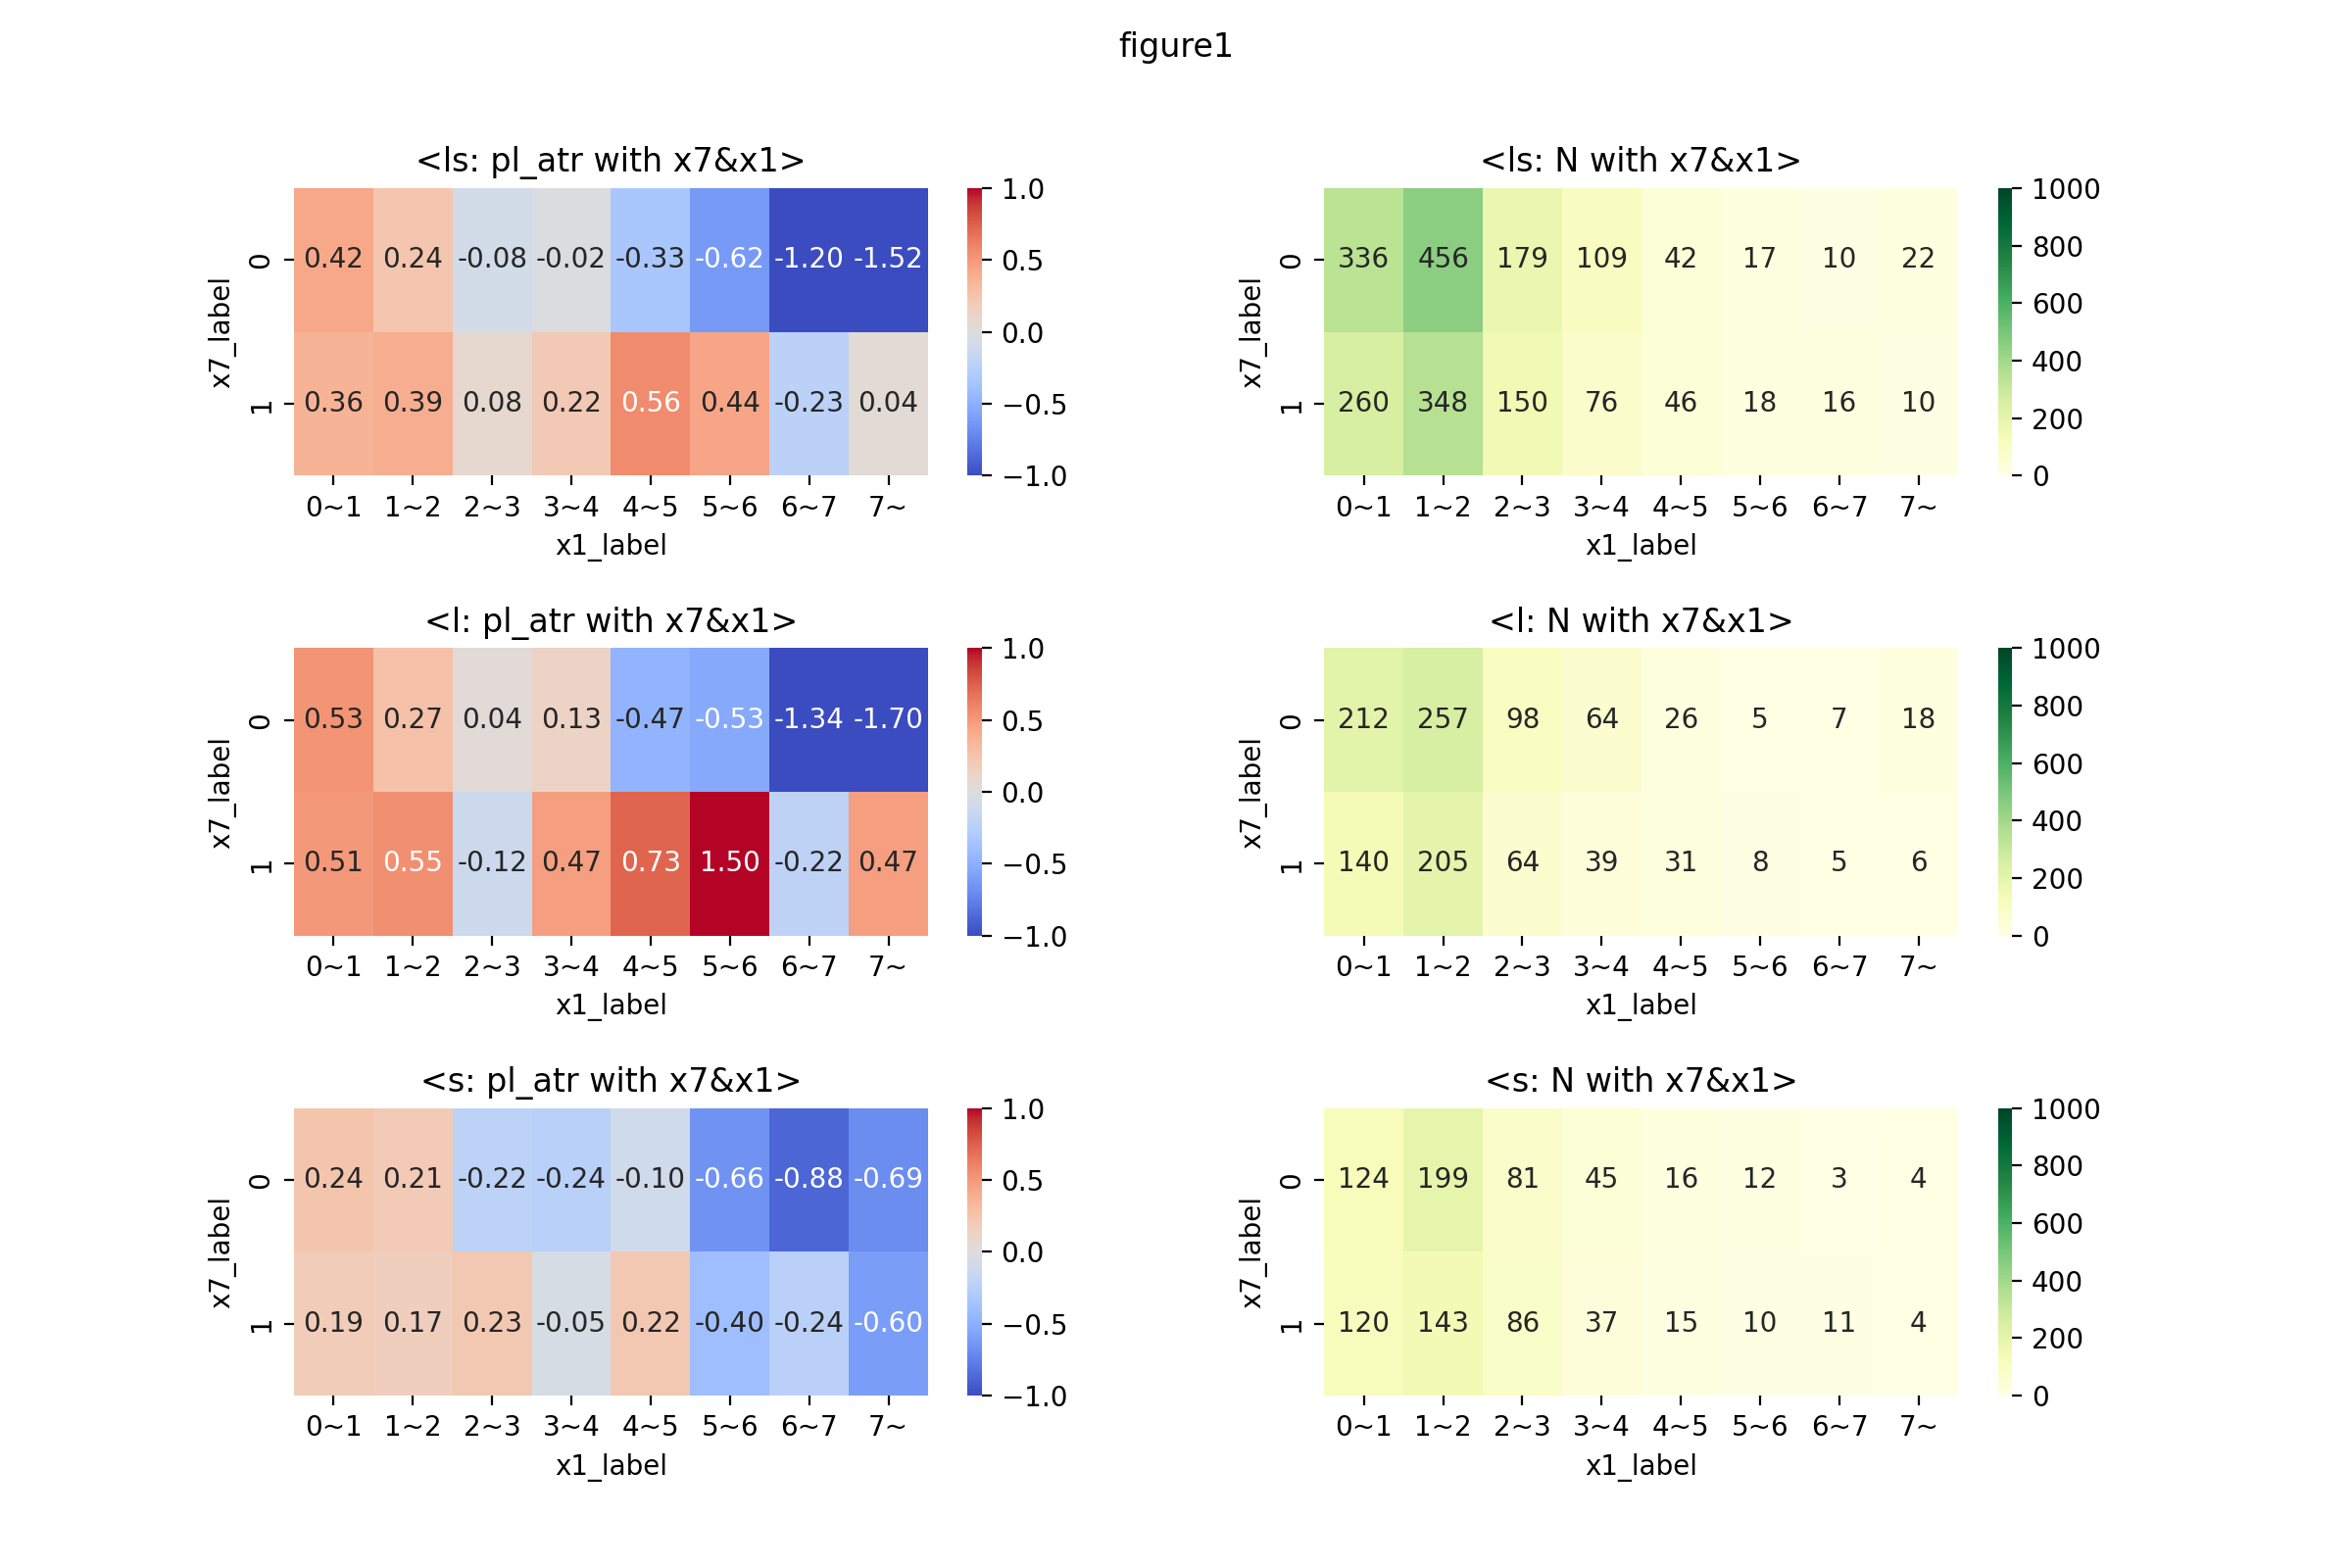 figure1
<ls: pl_atr with x7&x1>
x7_label
0
0.42 0.24 -0.08 -0.02 -0.33 -0.62 -1.20 -1.52
1
0.36 0.39 0.08 0.22 0.56 0.44 -0.23 0.04
0~1 1~2 2~3 3~4 4~5 5~6 6~7 7~
x1_label
1.0
0.5
0.0
−0.5
−1.0
<ls: N with x7&x1>
x7_label
0
336 456 179 109 42 17 10 22
1
260 348 150 76 46 18 16 10
0~1 1~2 2~3 3~4 4~5 5~6 6~7 7~
x1_label
1000
800
600
400
200
0
<l: pl_atr with x7&x1>
x7_label
0
0.53 0.27 0.04 0.13 -0.47 -0.53 -1.34 -1.70
1
0.51 0.55 -0.12 0.47 0.73 1.50 -0.22 0.47
0~1 1~2 2~3 3~4 4~5 5~6 6~7 7~
x1_label
1.0
0.5
0.0
−0.5
−1.0
<l: N with x7&x1>
x7_label
0
212 257 98 64 26 5 7 18
1
140 205 64 39 31 8 5 6
0~1 1~2 2~3 3~4 4~5 5~6 6~7 7~
x1_label
1000
800
600
400
200
0
<s: pl_atr with x7&x1>
x7_label
0
0.24 0.21 -0.22 -0.24 -0.10 -0.66 -0.88 -0.69
1
0.19 0.17 0.23 -0.05 0.22 -0.40 -0.24 -0.60
0~1 1~2 2~3 3~4 4~5 5~6 6~7 7~
x1_label
1.0
0.5
0.0
−0.5
−1.0
<s: N with x7&x1>
x7_label
0
124 199 81 45 16 12 3 4
1
120 143 86 37 15 10 11 4
0~1 1~2 2~3 3~4 4~5 5~6 6~7 7~
x1_label
1000
800
600
400
200
0